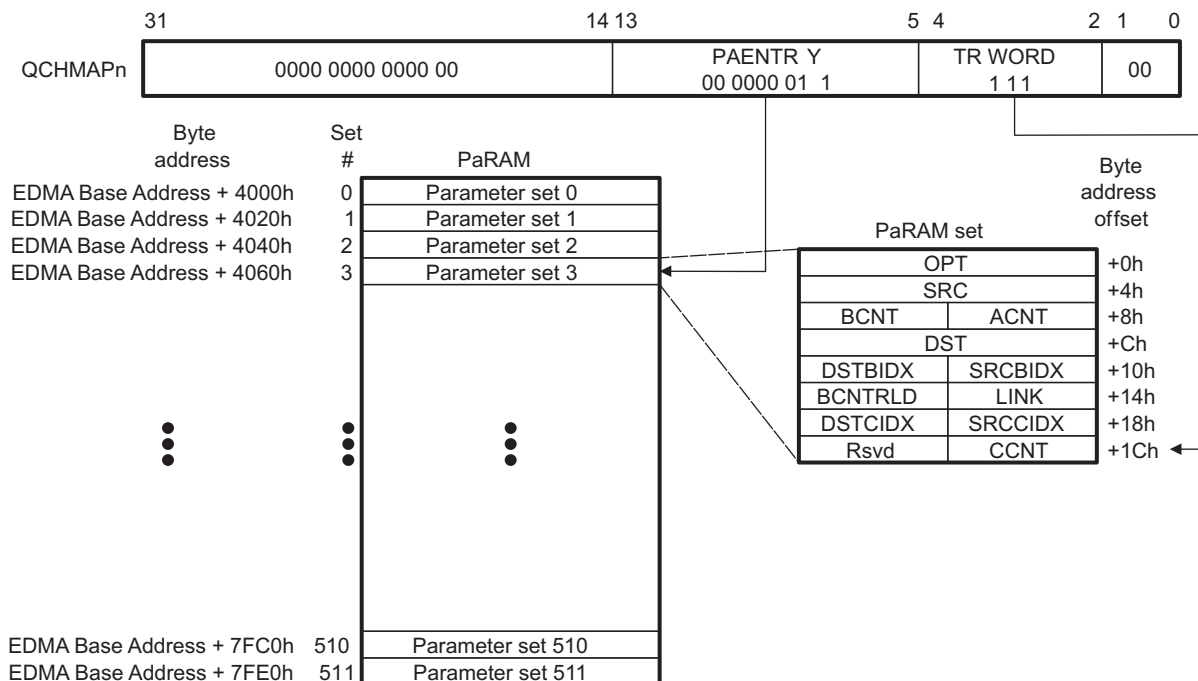 31 14 13 5 4 2 1 0
QCHMAPn 0000 0000 0000 00 PAENTR Y 00 0000 01 1 TR WORD 1 11 00
Byte address Set # PaRAM
EDMA Base Address + 4000h 0 Parameter set 0
EDMA Base Address + 4020h 1 Parameter set 1
EDMA Base Address + 4040h 2 Parameter set 2
EDMA Base Address + 4060h 3 Parameter set 3
Byte address offset
PaRAM set
OPT +0h
SRC +4h
BCNT ACNT +8h
DST +Ch
DSTBIDX SRCBIDX +10h
BCNTRLD LINK +14h
DSTCIDX SRCCIDX +18h
Rsvd CCNT +1Ch
EDMA Base Address + 7FC0h 510 Parameter set 510
EDMA Base Address + 7FE0h 511 Parameter set 511